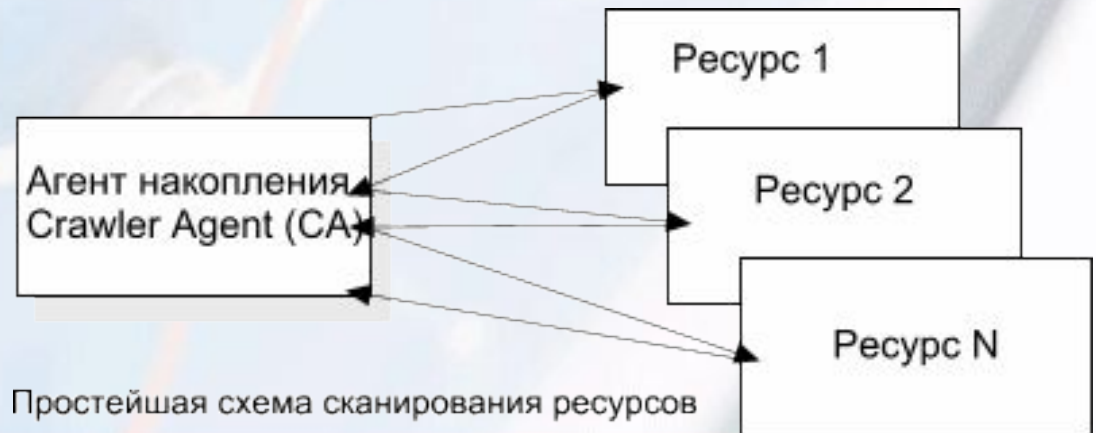 Ресурс 1
Агент накопления
Crawler Agent (CA)
Ресурс 2
Ресурс N
Простейшая схема сканирования ресурсов